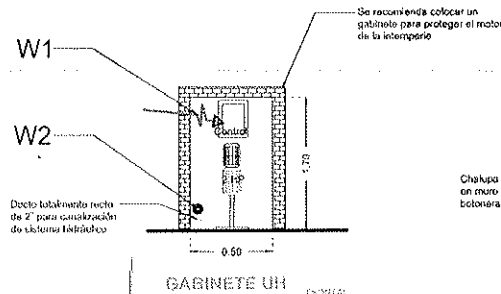 Se recomienda colocar un
gabinete para proteger el motor
de la intemperie
W1
Control
W2
HP
1.70
Ducto totalmente recto
de 2" para canalización
de sistema hidráulico
Chalupa
en muro
botonera
0.60
GABINETE UH